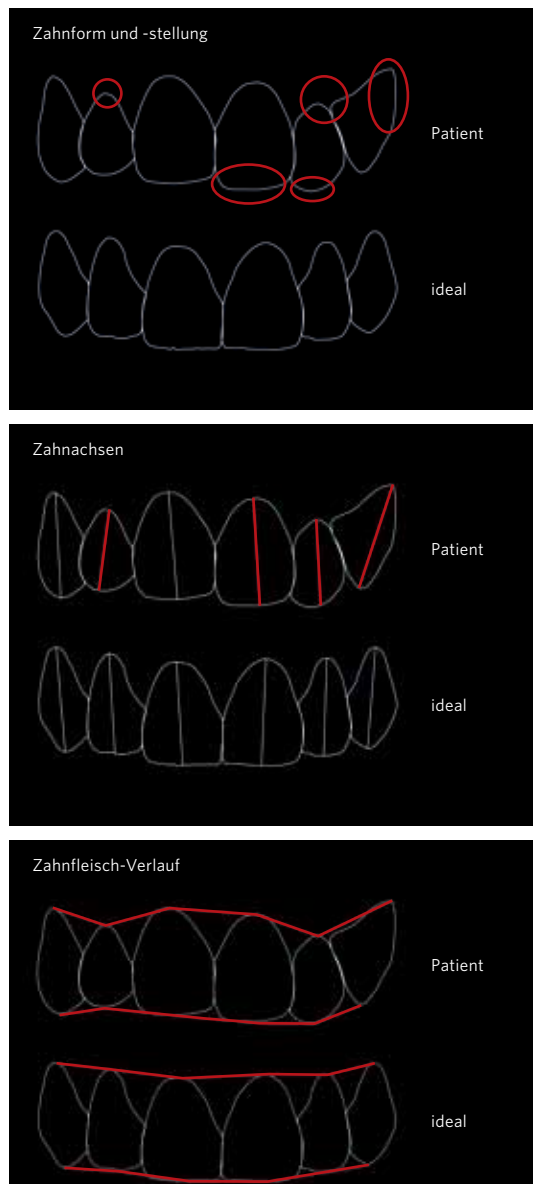 Zahnform und -stellung
Patient
ideal
Zahnachsen
Patient
ideal
Zahnfleisch-Verlauf
Patient
ideal